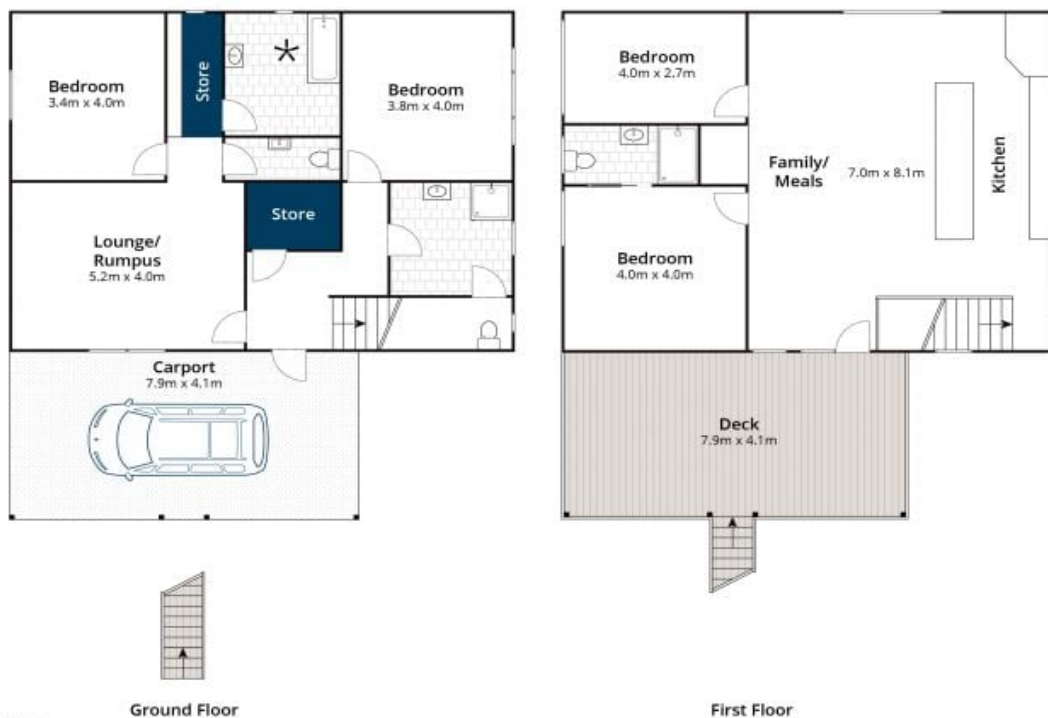 Bedroom
3.4m x 4.0m
Store
Bedroom
3.8m x 4.0m
Store
Lounge/
Rumpus
5.2m x 4.0m
Carport
7.9m x 4.1m
Ground Floor
Bedroom
4.0m x 2.7m
Family/
Meals
7.0m x 8.1m
Kitchen
Bedroom
4.0m x 4.0m
Deck
7.9m x 4.1m
First Floor